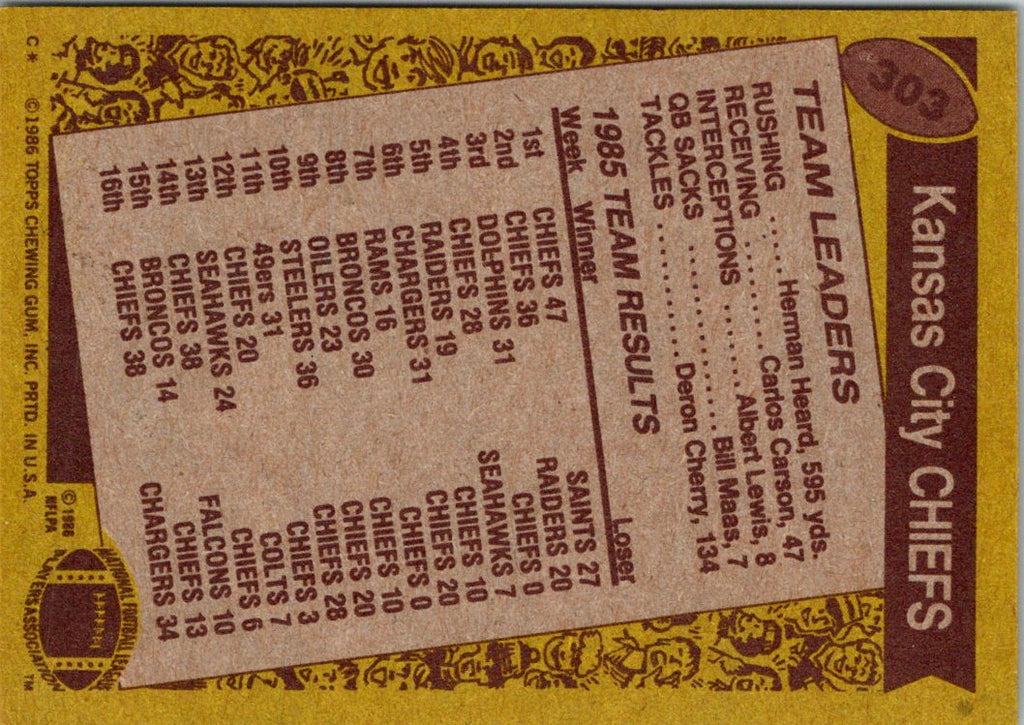 303
Kansas City CHIEFS
TEAM LEADERS
RUSHING .....Herman Heard, 595 yds.
RECEIVING ........Carlos Carson, 47
INTERCEPTIONS .......Albert Lewis, 8
QB SACKS ............... Bill Maas, 7
TACKLES ............Deron Cherry, 134
1985 TEAM RESULTS
Week Winner Loser
1st CHIEFS 47 SAINTS 27
2nd CHIEFS 36 RAIDERS 20
3rd DOLPHINS 31 CHIEFS 0
4th CHIEFS 28 SEAHAWKS 7
5th RAIDERS 19 CHIEFS 10
6th CHARGERS 31 CHIEFS 20
7th RAMS 16 CHIEFS 0
8th BRONCOS 30 CHIEFS 10
9th OILERS 23 CHIEFS 20
10th STEELERS 36 CHIEFS 28
11th 49ers 31 CHIEFS 3
12th CHIEFS 20 COLTS 7
13th SEAHAWKS 24 CHIEFS 6
14th CHIEFS 38 FALCONS 10
15th BRONCOS 14 CHIEFS 13
16th CHIEFS 38 CHARGERS 34
© 1986 NFLPA
NATIONAL FOOTBALL LEAGUE PLAYERS ASSOCIATION
TM
C* © 1986 TOPPS CHEWING GUM, INC. PRTD. IN U.S.A.